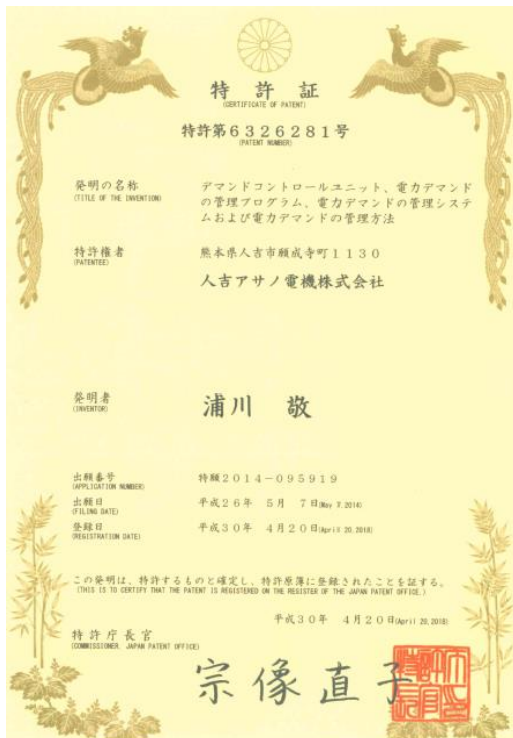 特許証
(CERTIFICATE OF PATENT)
特許第6326281号
(PATENT NUMBER)
発明の名称
(TITLE OF THE INVENTION)
デマンドコントロールユニット、電力デマンド
の管理プログラム、電力デマンドの管理システ
ムおよび電力デマンドの管理方法
特許権者
(PATENTEE)
熊本県人吉市願成寺町1130
人吉アサノ電機株式会社
発明者
(INVENTOR)
浦川 敬
出願番号
(APPLICATION NUMBER)
特願2014-095919
出願日
(FILING DATE)
平成26年 5月 7日(May 7,2014)
登録日
(REGISTRATION DATE)
平成30年 4月20日(April 20,2018)
この発明は、特許するものと確定し、特許原簿に登録されたことを証する。
(THIS IS TO CERTIFY THAT THE PATENT IS REGISTERED ON THE REGISTER OF THE JAPAN PATENT OFFICE.)
平成30年 4月20日(April 20,2018)
特許庁長官
(COMMISSIONER, JAPAN PATENT OFFICE)
宗像直子